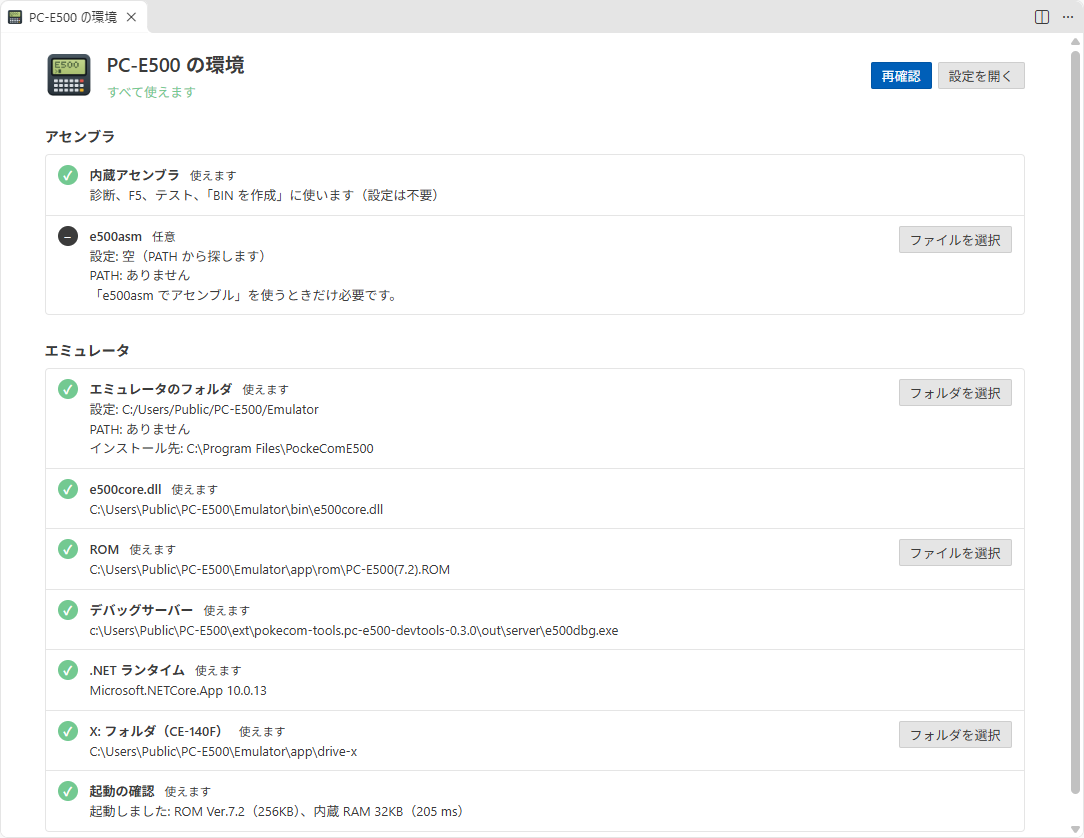 PC-E500 の環境
E500
PC-E500 の環境
すべて使えます
再確認
設定を開く
アセンブラ
内蔵アセンブラ 使えます
診断、F5、テスト、「BIN を作成」に使います（設定は不要）
e500asm 任意
ファイルを選択
設定: 空（PATH から探します）
PATH: ありません
「e500asm でアセンブル」を使うときだけ必要です。
エミュレータ
エミュレータのフォルダ 使えます
フォルダを選択
設定: C:/Users/Public/PC-E500/Emulator
PATH: ありません
インストール先: C:\Program Files\PockeComE500
e500core.dll 使えます
C:\Users\Public\PC-E500\Emulator\bin\e500core.dll
ROM 使えます
ファイルを選択
C:\Users\Public\PC-E500\Emulator\app\rom\PC-E500(7.2).ROM
デバッグサーバー 使えます
c:\Users\Public\PC-E500\ext\pokecom-tools.pc-e500-devtools-0.3.0\out\server\e500dbg.exe
.NET ランタイム 使えます
Microsoft.NETCore.App 10.0.13
X: フォルダ（CE-140F） 使えます
フォルダを選択
C:\Users\Public\PC-E500\Emulator\app\drive-x
起動の確認 使えます
起動しました: ROM Ver.7.2（256KB）、内蔵 RAM 32KB（205 ms）